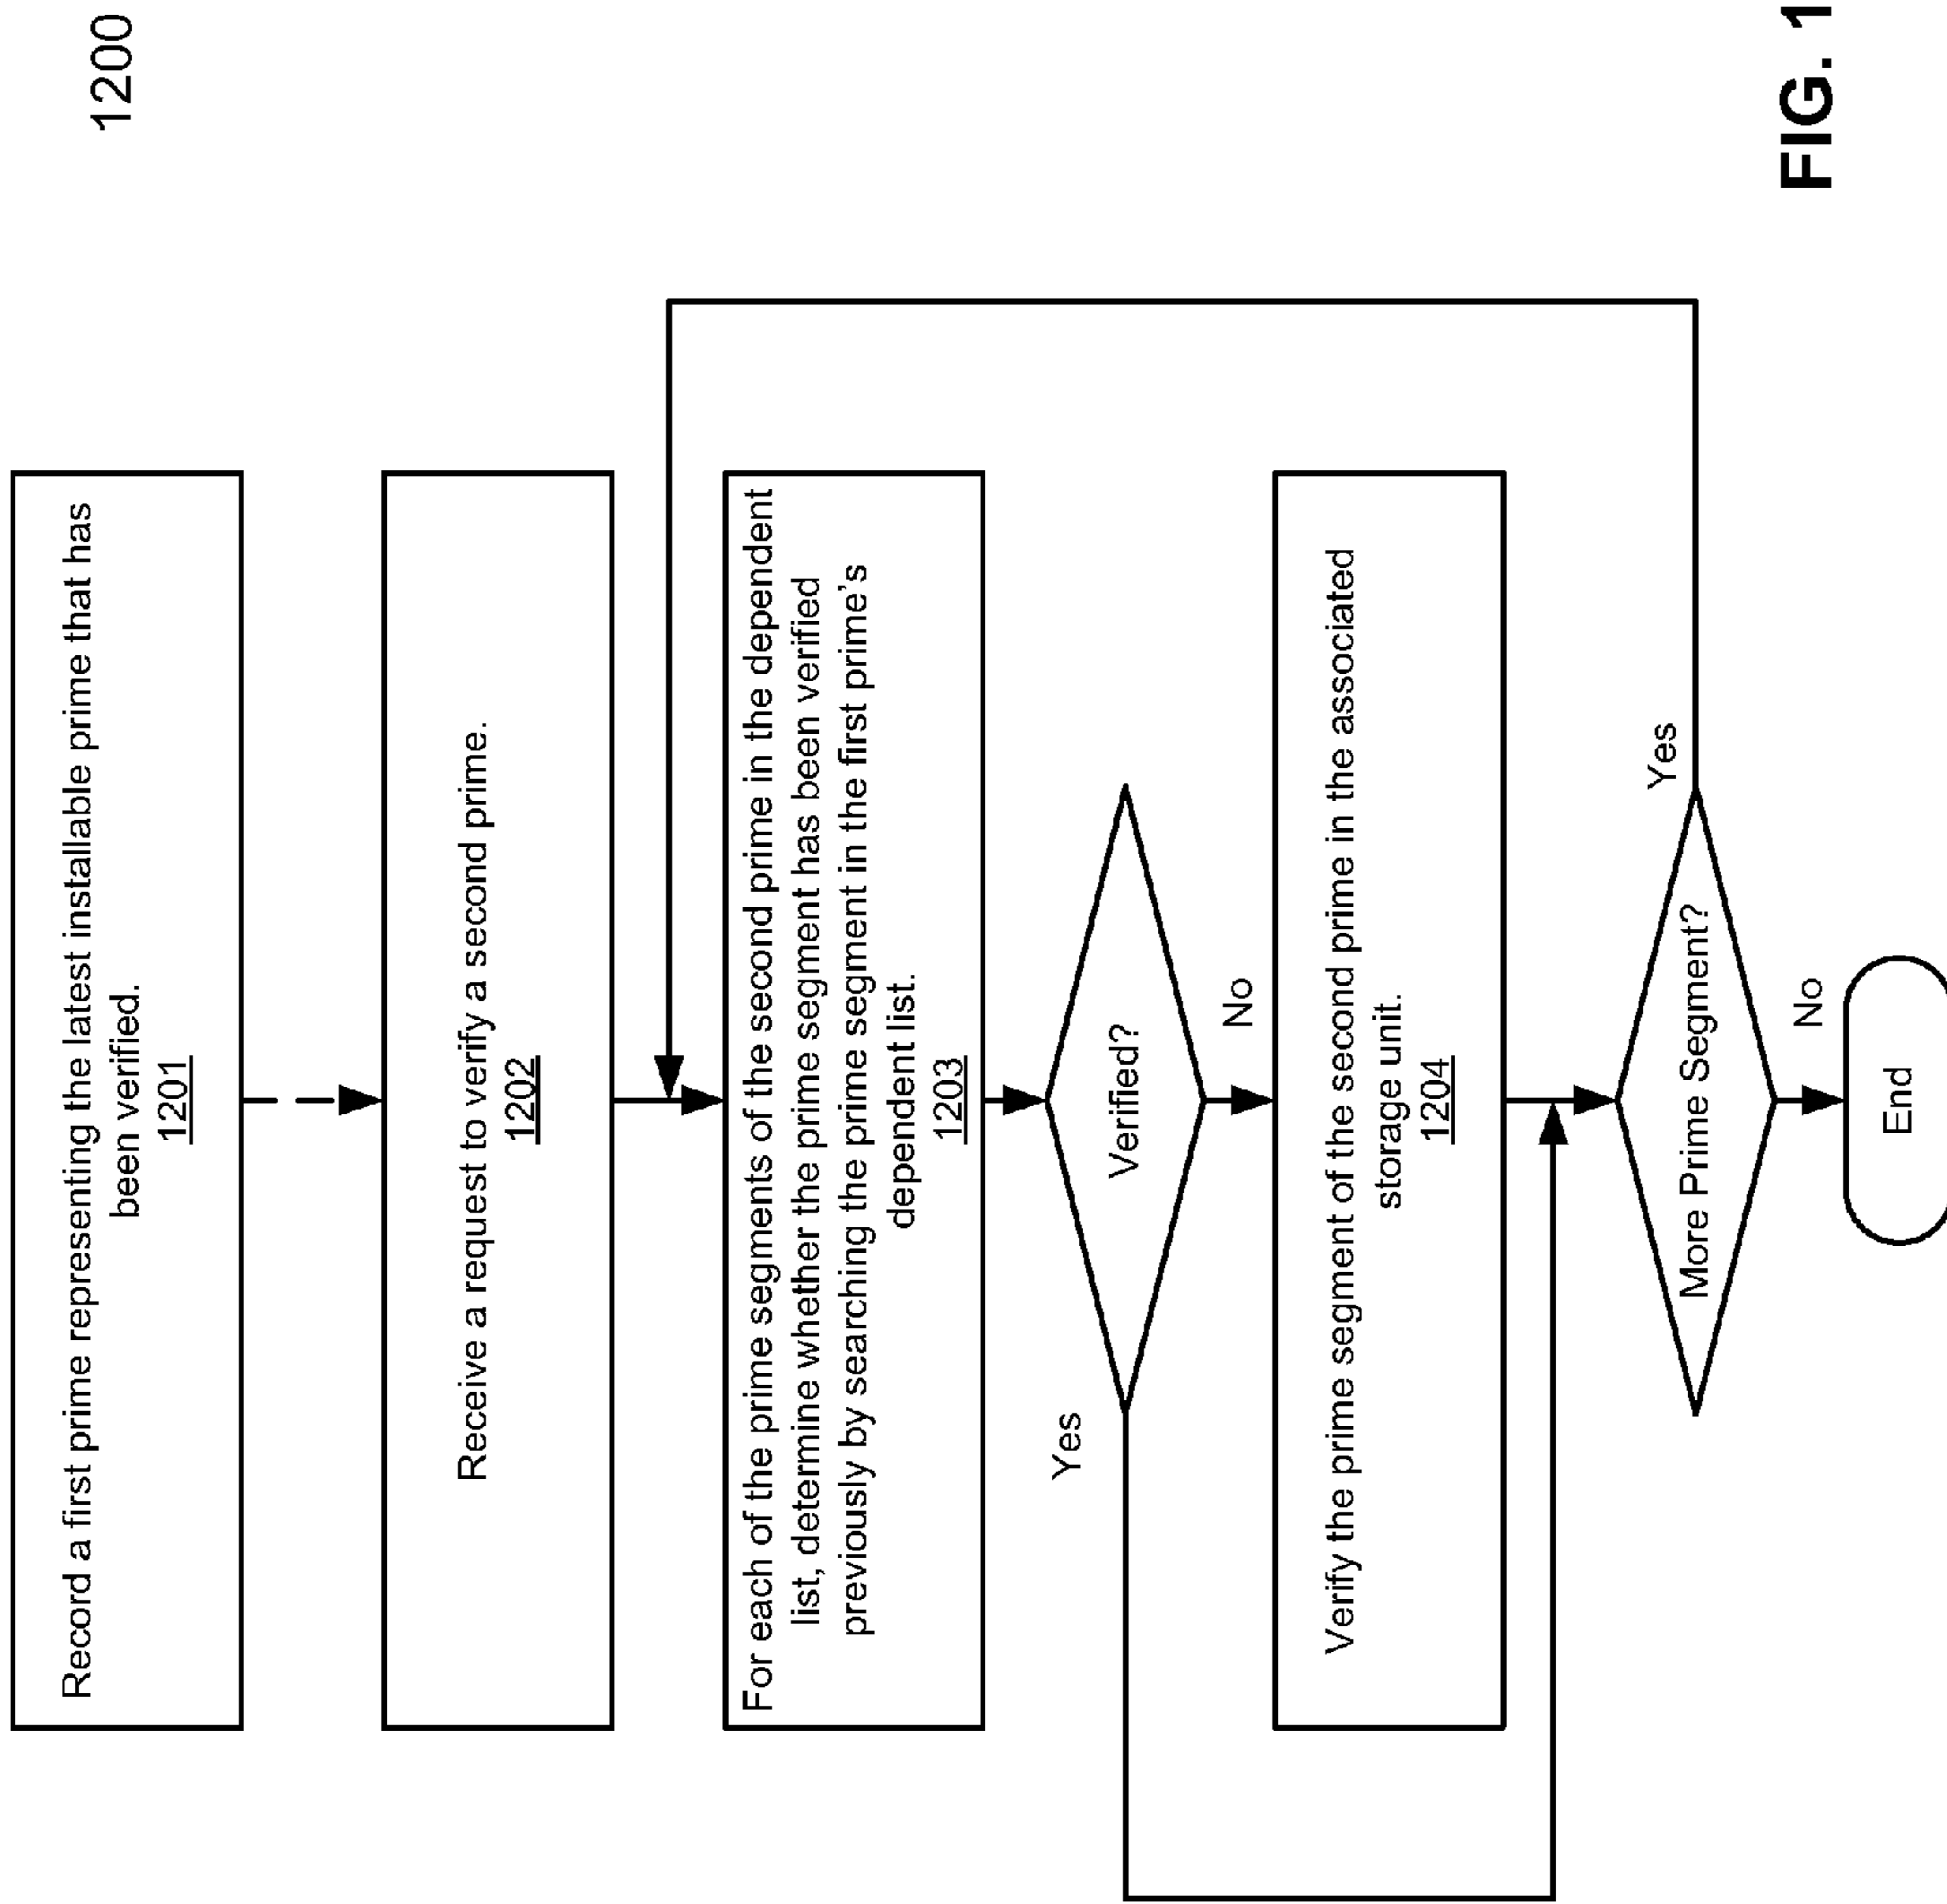 1200
Record a first prime representing the latest installable prime that has
been verified.
1201
Receive a request to verify a second prime.
1202
For each of the prime segments of the second prime in the dependent
list, determine whether the prime segment has been verified
previously by searching the prime segment in the first prime's
dependent list.
1203
Verified?
Yes
No
Verify the prime segment of the second prime in the associated
storage unit.
1204
More Prime Segment?
Yes
No
End
FIG. 1